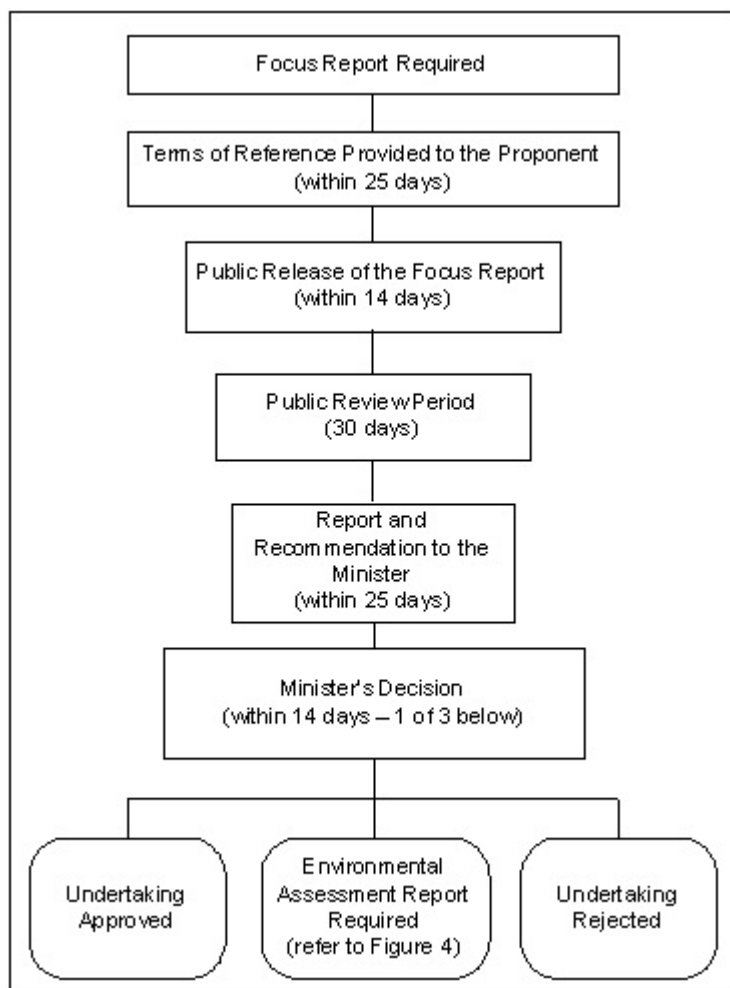 Focus Report Required
Terms of Reference Provided to the Proponent
(within 25 days)
Public Release of the Focus Report
(within 14 days)
Public Review Period
(30 days)
Report and
Recommendation to the
Minister
(within 25 days)
Minister's Decision
(within 14 days – 1 of 3 below)
Undertaking
Approved
Environmental
Assessment Report
Required
(refer to Figure 4)
Undertaking
Rejected